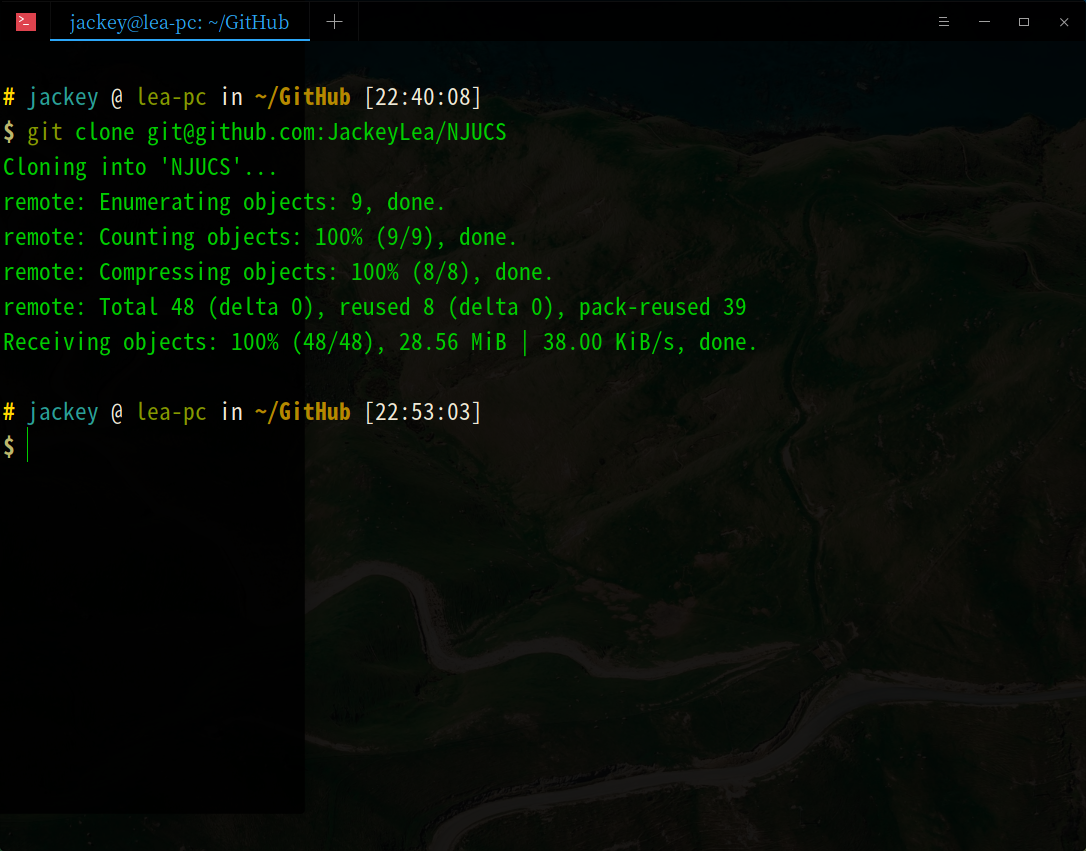 jackey@lea-pc: ~/GitHub
# jackey @ lea-pc in ~/GitHub [22:40:08]
$ git clone git@github.com:JackeyLea/NJUCS
Cloning into 'NJUCS'...
remote: Enumerating objects: 9, done.
remote: Counting objects: 100% (9/9), done.
remote: Compressing objects: 100% (8/8), done.
remote: Total 48 (delta 0), reused 8 (delta 0), pack-reused 39
Receiving objects: 100% (48/48), 28.56 MiB | 38.00 KiB/s, done.
# jackey @ lea-pc in ~/GitHub [22:53:03]
$